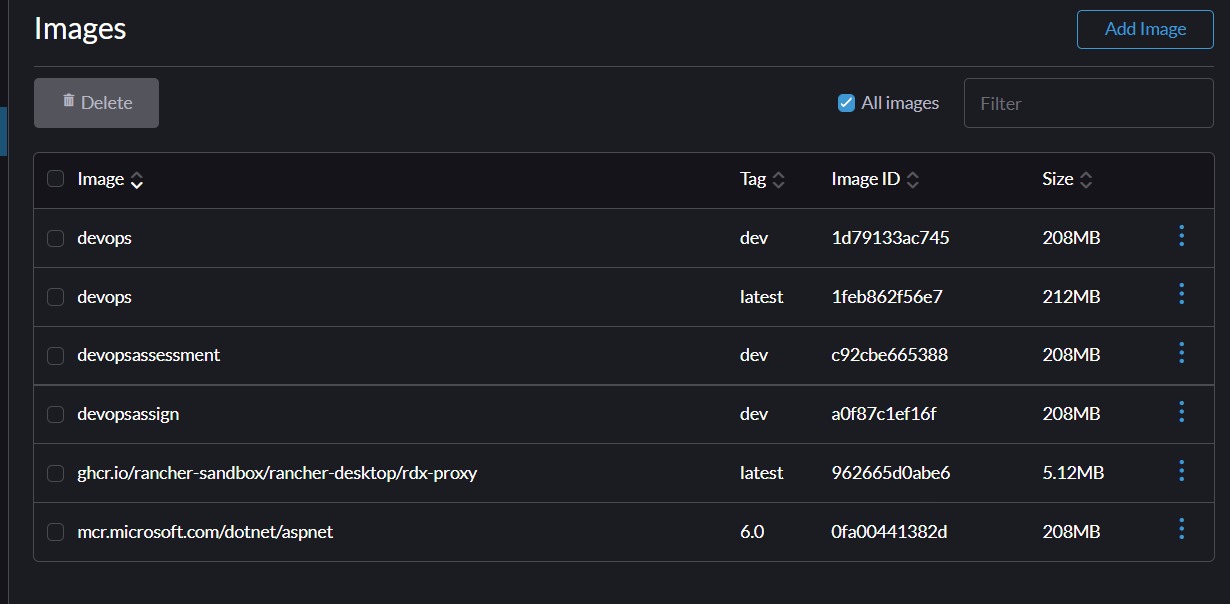 Images
Add Image
Delete
All images
Filter
Image Tag Image ID Size
devops dev 1d79133ac745 208MB
devops latest 1feb862f56e7 212MB
devopsassessment dev c92cbe665388 208MB
devopsassign dev a0f87c1ef16f 208MB
ghcr.io/rancher-sandbox/rancher-desktop/rdx-proxy latest 962665d0abe6 5.12MB
mcr.microsoft.com/dotnet/aspnet 6.0 0fa00441382d 208MB